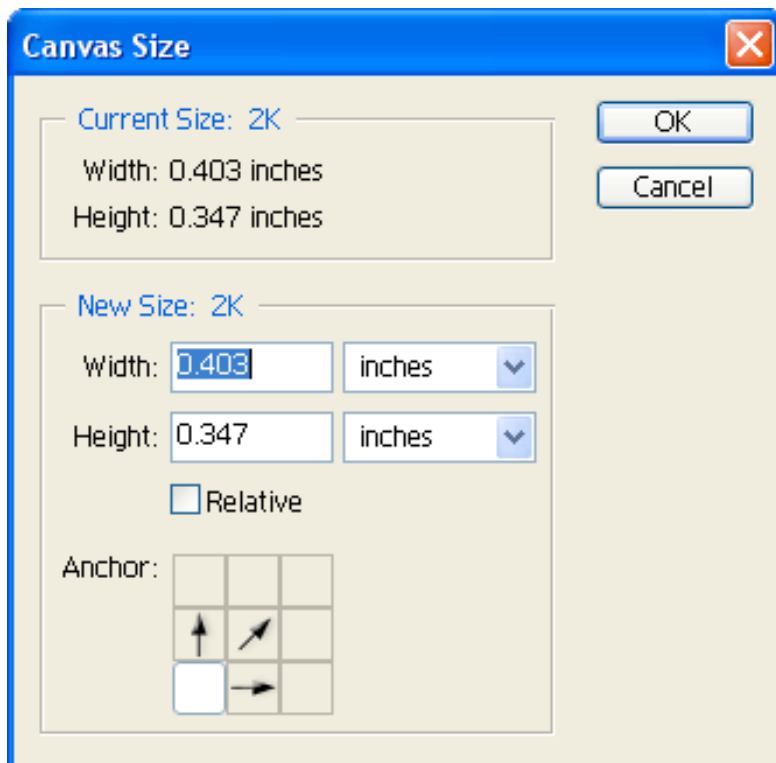 Canvas Size
Current Size: 2K
OK
Width: 0.403 inches
Cancel
Height: 0.347 inches
New Size: 2K
Width: 0.403 inches
Height: 0.347 inches
Relative
Anchor: